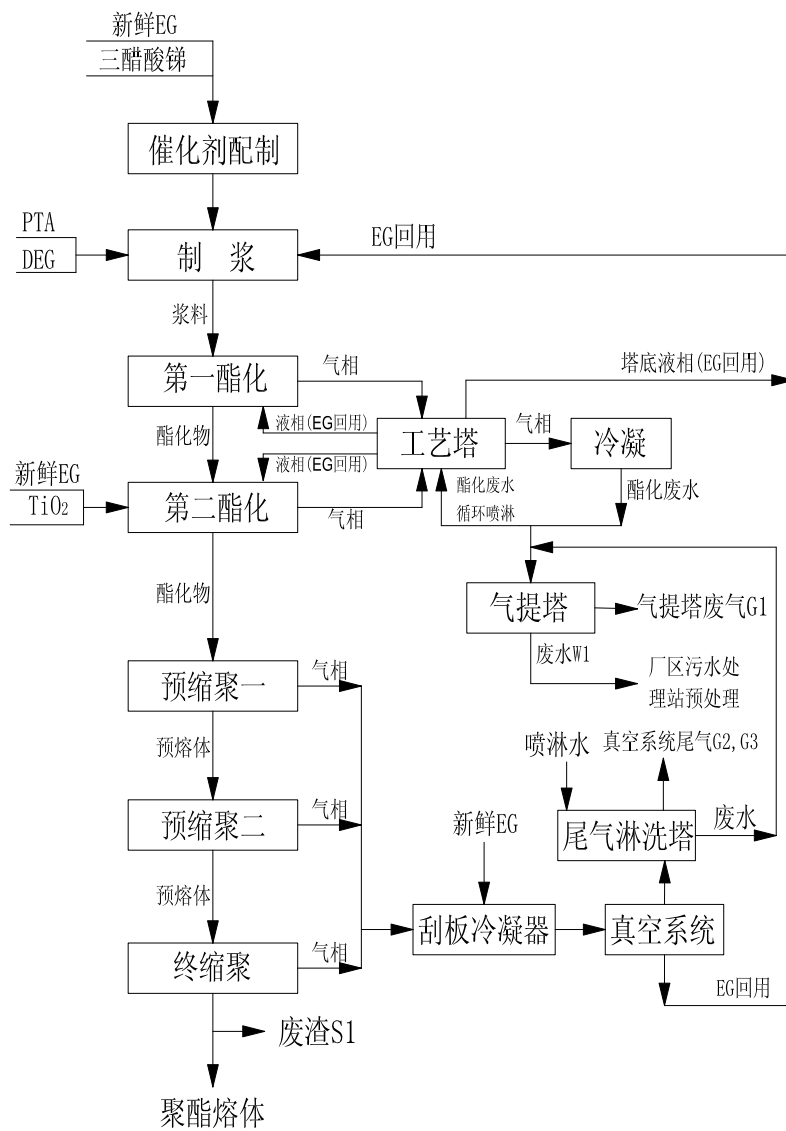 新鲜EG
三醋酸锑
催化剂配制
PTA
DEG
制 浆
EG回用
浆料
第一酯化
气相
塔底液相(EG回用)
液相(EG回用)
工艺塔
气相
冷凝
酯化物
液相(EG回用)
新鲜EG
TiO2
第二酯化
气相
酯化废水
循环喷淋
酯化废水
酯化物
气提塔
气提塔废气G1
废水W1
厂区污水处
理站预处理
预缩聚一
气相
预熔体
喷淋水
真空系统尾气G2,G3
预缩聚二
气相
新鲜EG
尾气淋洗塔
废水
预熔体
刮板冷凝器
真空系统
终缩聚
气相
EG回用
废渣S1
聚酯熔体